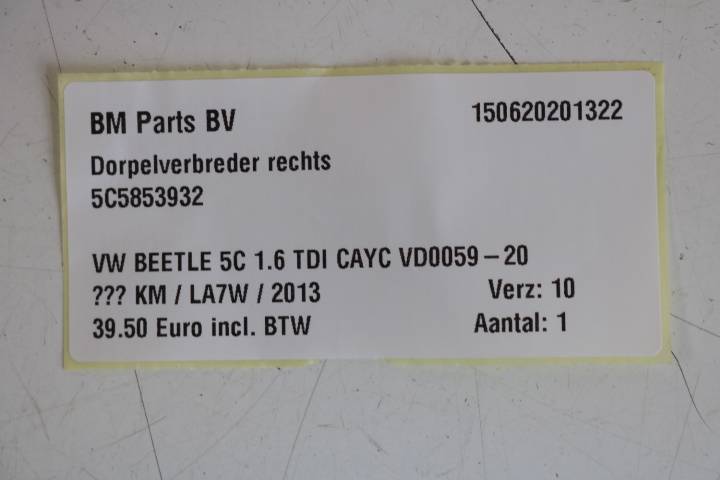 BM Parts BV 150620201322
Dorpelverbreder rechts
5C5853932
VW BEETLE 5C 1.6 TDI CAYC VD0059-20
??? KM / LA7W / 2013 Verz: 10
39.50 Euro incl. BTW Aantal: 1